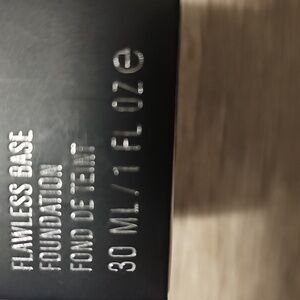 FLAWLESS BASE
FOUNDATION
FOND DE TEINT
30 ML/1 FL OZ℮